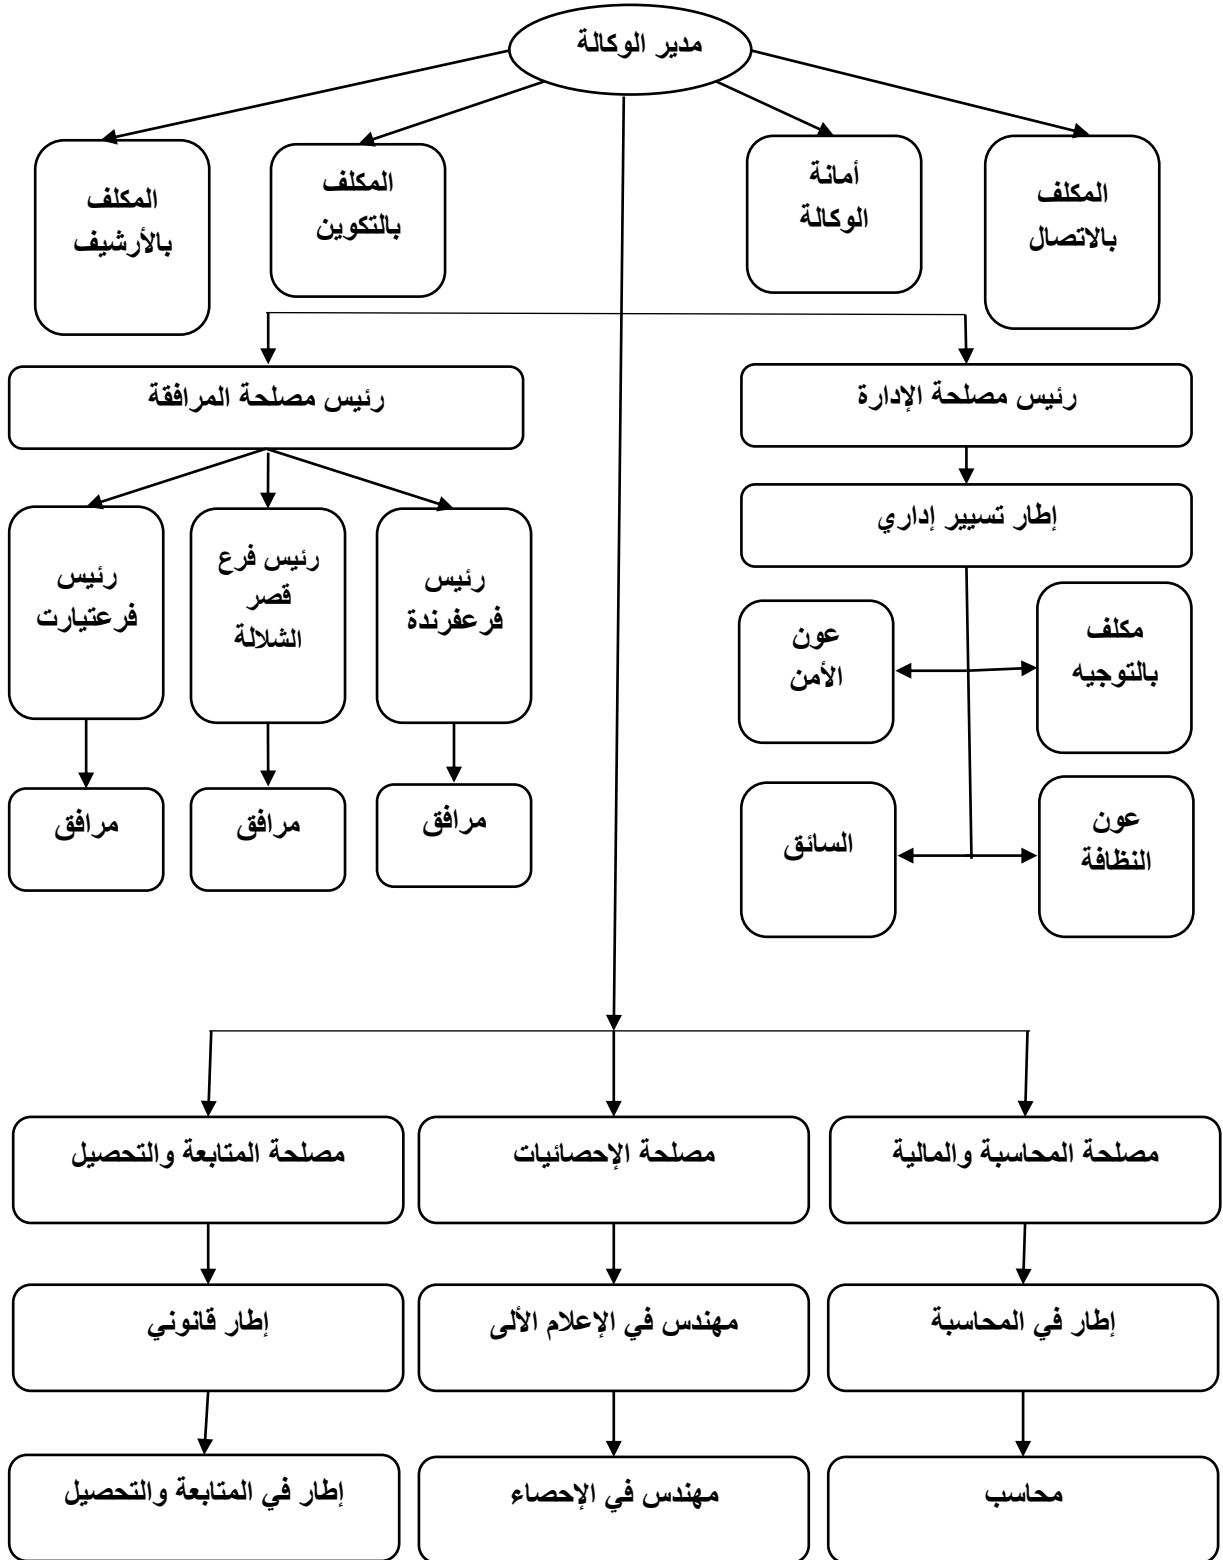 مدير الوكالة
المكلف
بالاتصال
أمانة
الوكالة
المكلف
بالتكوين
المكلف
بالأرشيف
رئيس مصلحة الإدارة
رئيس مصلحة المرافقة
إطار تسيير إداري
مكلف
بالتوجيه
عون
الأمن
عون
النظافة
السائق
رئيس
فرعفرندة
رئيس فرع
قصر
الشلالة
رئيس
فرعتيارت
مرافق
مرافق
مرافق
مصلحة المحاسبة والمالية
مصلحة الإحصائيات
مصلحة المتابعة والتحصيل
إطار في المحاسبة
مهندس في الإعلام الألى
إطار قانوني
محاسب
مهندس في الإحصاء
إطار في المتابعة والتحصيل